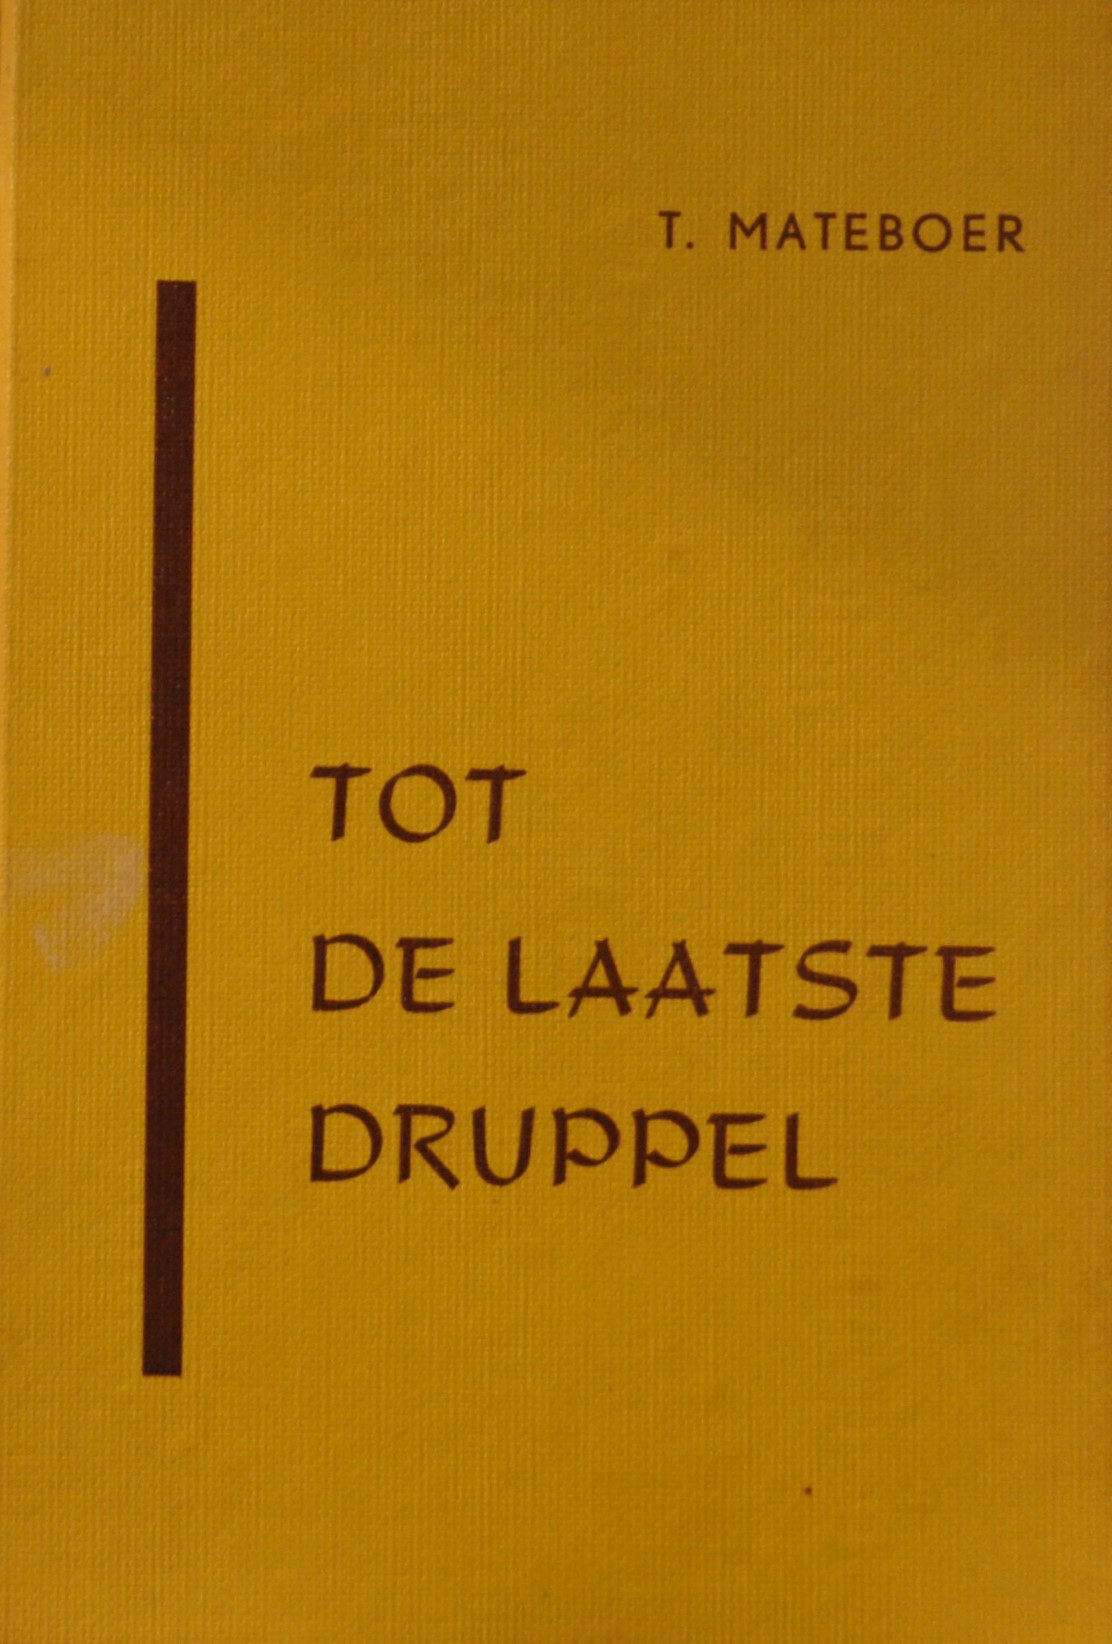 T. MATEBOER
TOT
DE LAATSTE
DRUPPEL